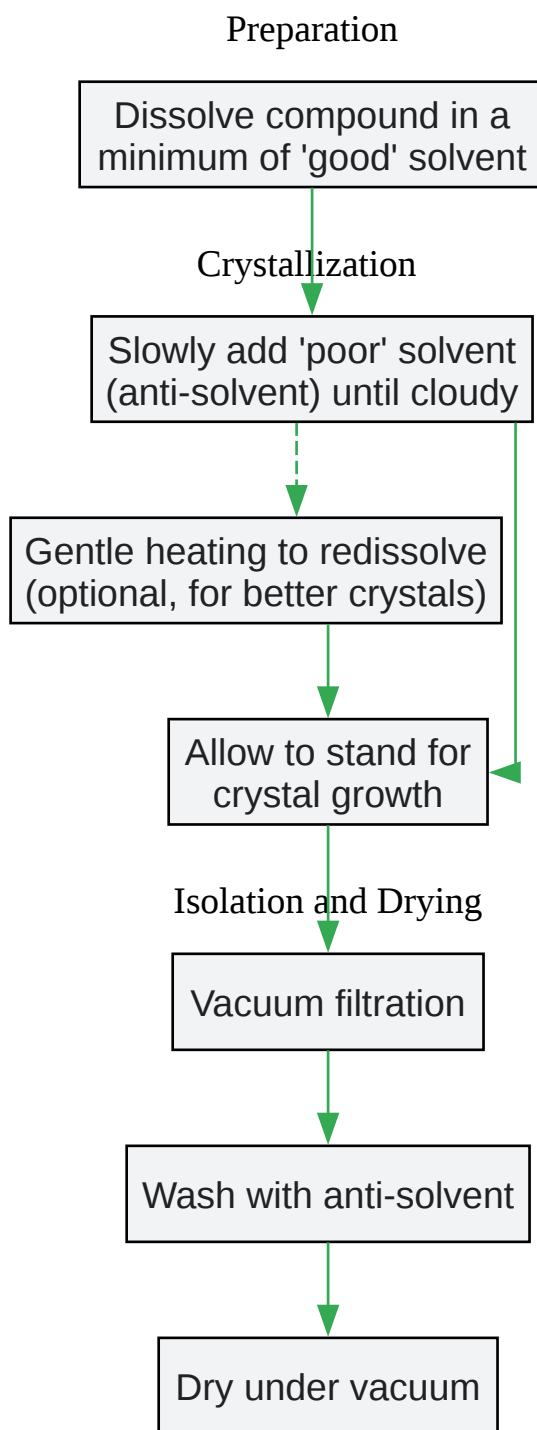 Preparation
Dissolve compound in a
minimum of 'good' solvent
Crystallization
Slowly add 'poor' solvent
(anti-solvent) until cloudy
Gentle heating to redissolve
(optional, for better crystals)
Allow to stand for
crystal growth
Isolation and Drying
Vacuum filtration
Wash with anti-solvent
Dry under vacuum